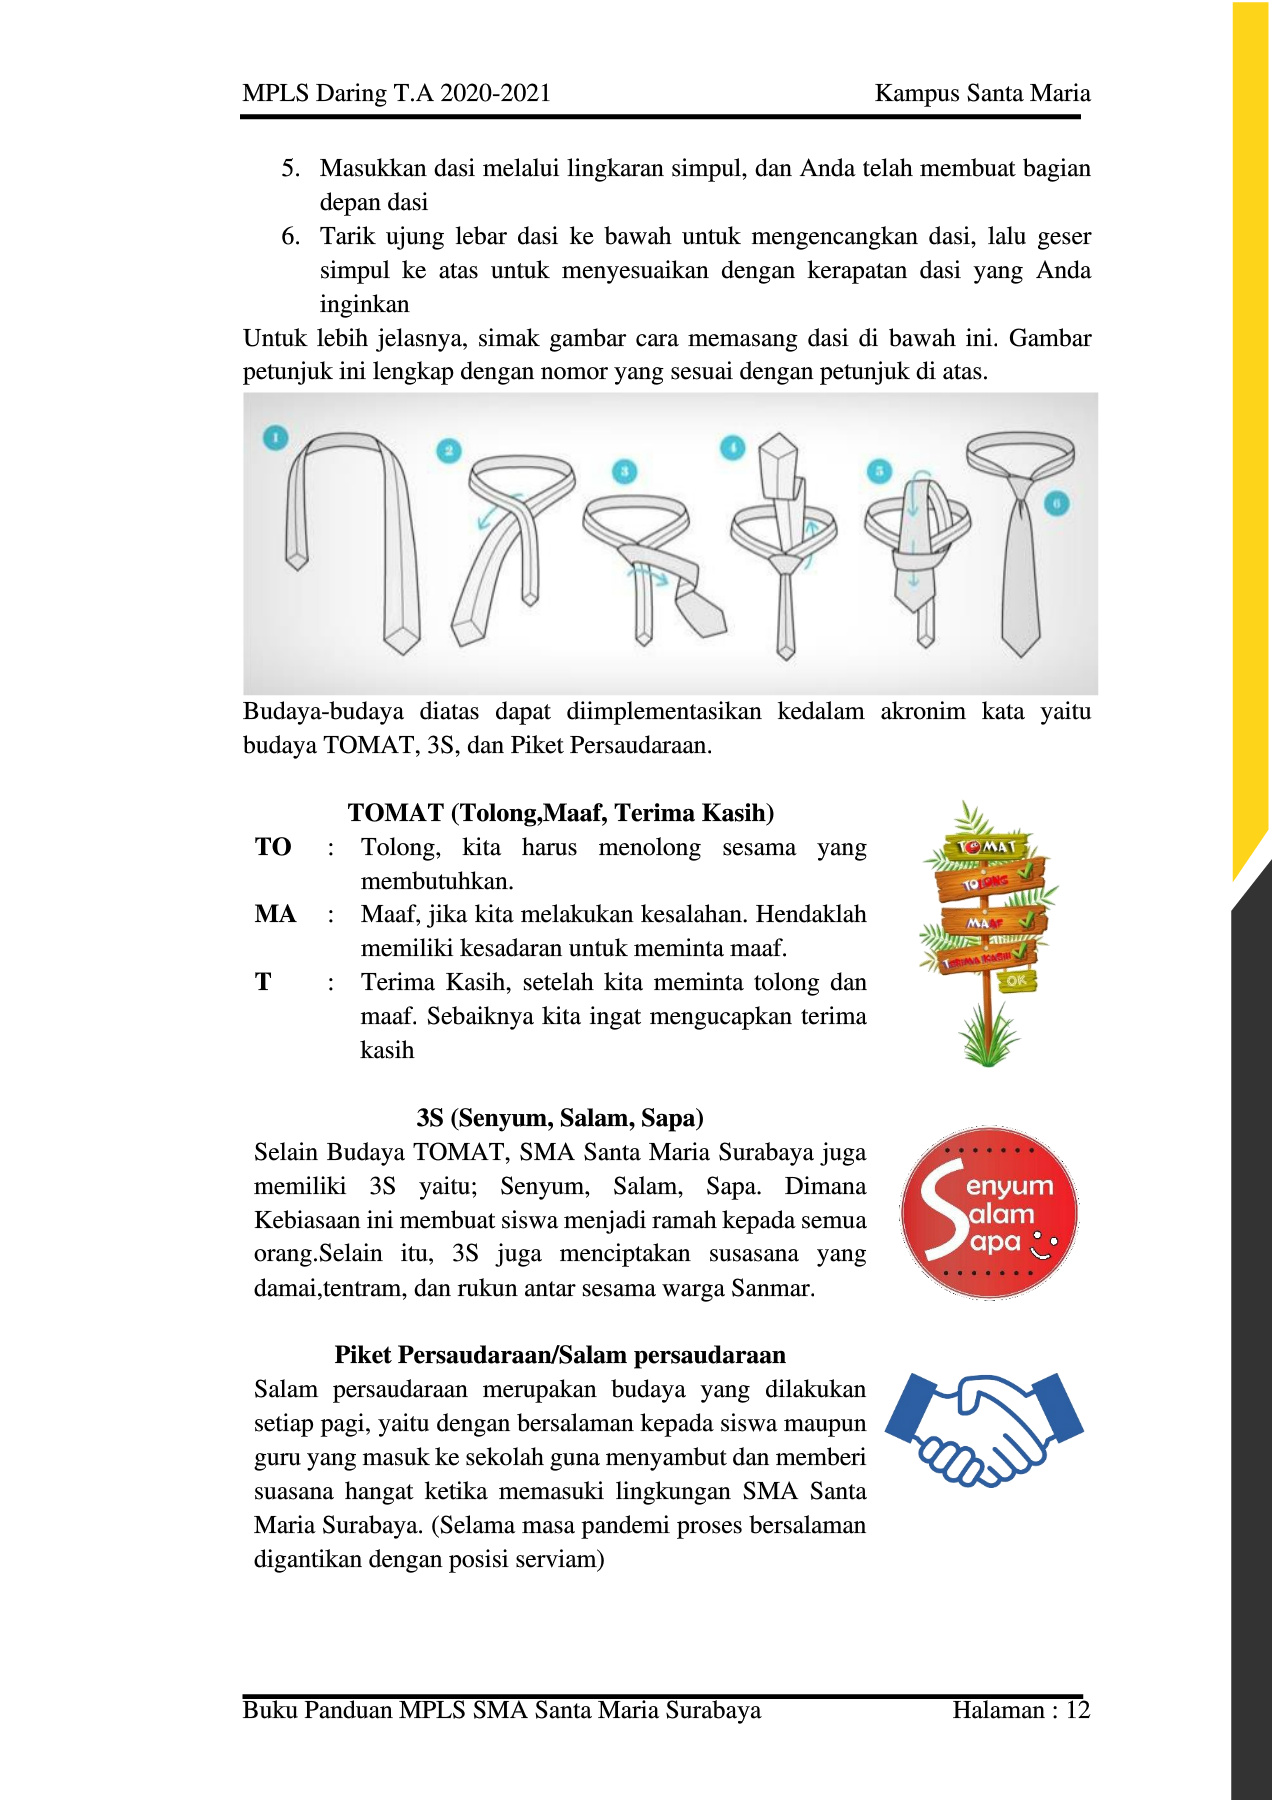 MPLS Daring T.A 2020-2021 Kampus Santa Maria
5. Masukkan dasi melalui lingkaran simpul, dan Anda telah membuat bagian
depan dasi
6. Tarik ujung lebar dasi ke bawah untuk mengencangkan dasi, lalu geser
simpul ke atas untuk menyesuaikan dengan kerapatan dasi yang Anda
inginkan
Untuk lebih jelasnya, simak gambar cara memasang dasi di bawah ini. Gambar
petunjuk ini lengkap dengan nomor yang sesuai dengan petunjuk di atas.
1
2
3
4
5
6
Budaya-budaya diatas dapat diimplementasikan kedalam akronim kata yaitu
budaya TOMAT, 3S, dan Piket Persaudaraan.
TOMAT (Tolong,Maaf, Terima Kasih)
TO : Tolong, kita harus menolong sesama yang
membutuhkan.
MA : Maaf, jika kita melakukan kesalahan. Hendaklah
memiliki kesadaran untuk meminta maaf.
T : Terima Kasih, setelah kita meminta tolong dan
maaf. Sebaiknya kita ingat mengucapkan terima
kasih
TOMAT
TOLONG
MAAF
TERIMA KASIH
OK
3S (Senyum, Salam, Sapa)
Selain Budaya TOMAT, SMA Santa Maria Surabaya juga
memiliki 3S yaitu; Senyum, Salam, Sapa. Dimana
Kebiasaan ini membuat siswa menjadi ramah kepada semua
orang.Selain itu, 3S juga menciptakan susasana yang
damai,tentram, dan rukun antar sesama warga Sanmar.
Senyum
Salam
Sapa
Piket Persaudaraan/Salam persaudaraan
Salam persaudaraan merupakan budaya yang dilakukan
setiap pagi, yaitu dengan bersalaman kepada siswa maupun
guru yang masuk ke sekolah guna menyambut dan memberi
suasana hangat ketika memasuki lingkungan SMA Santa
Maria Surabaya. (Selama masa pandemi proses bersalaman
digantikan dengan posisi serviam)
Buku Panduan MPLS SMA Santa Maria Surabaya Halaman : 12